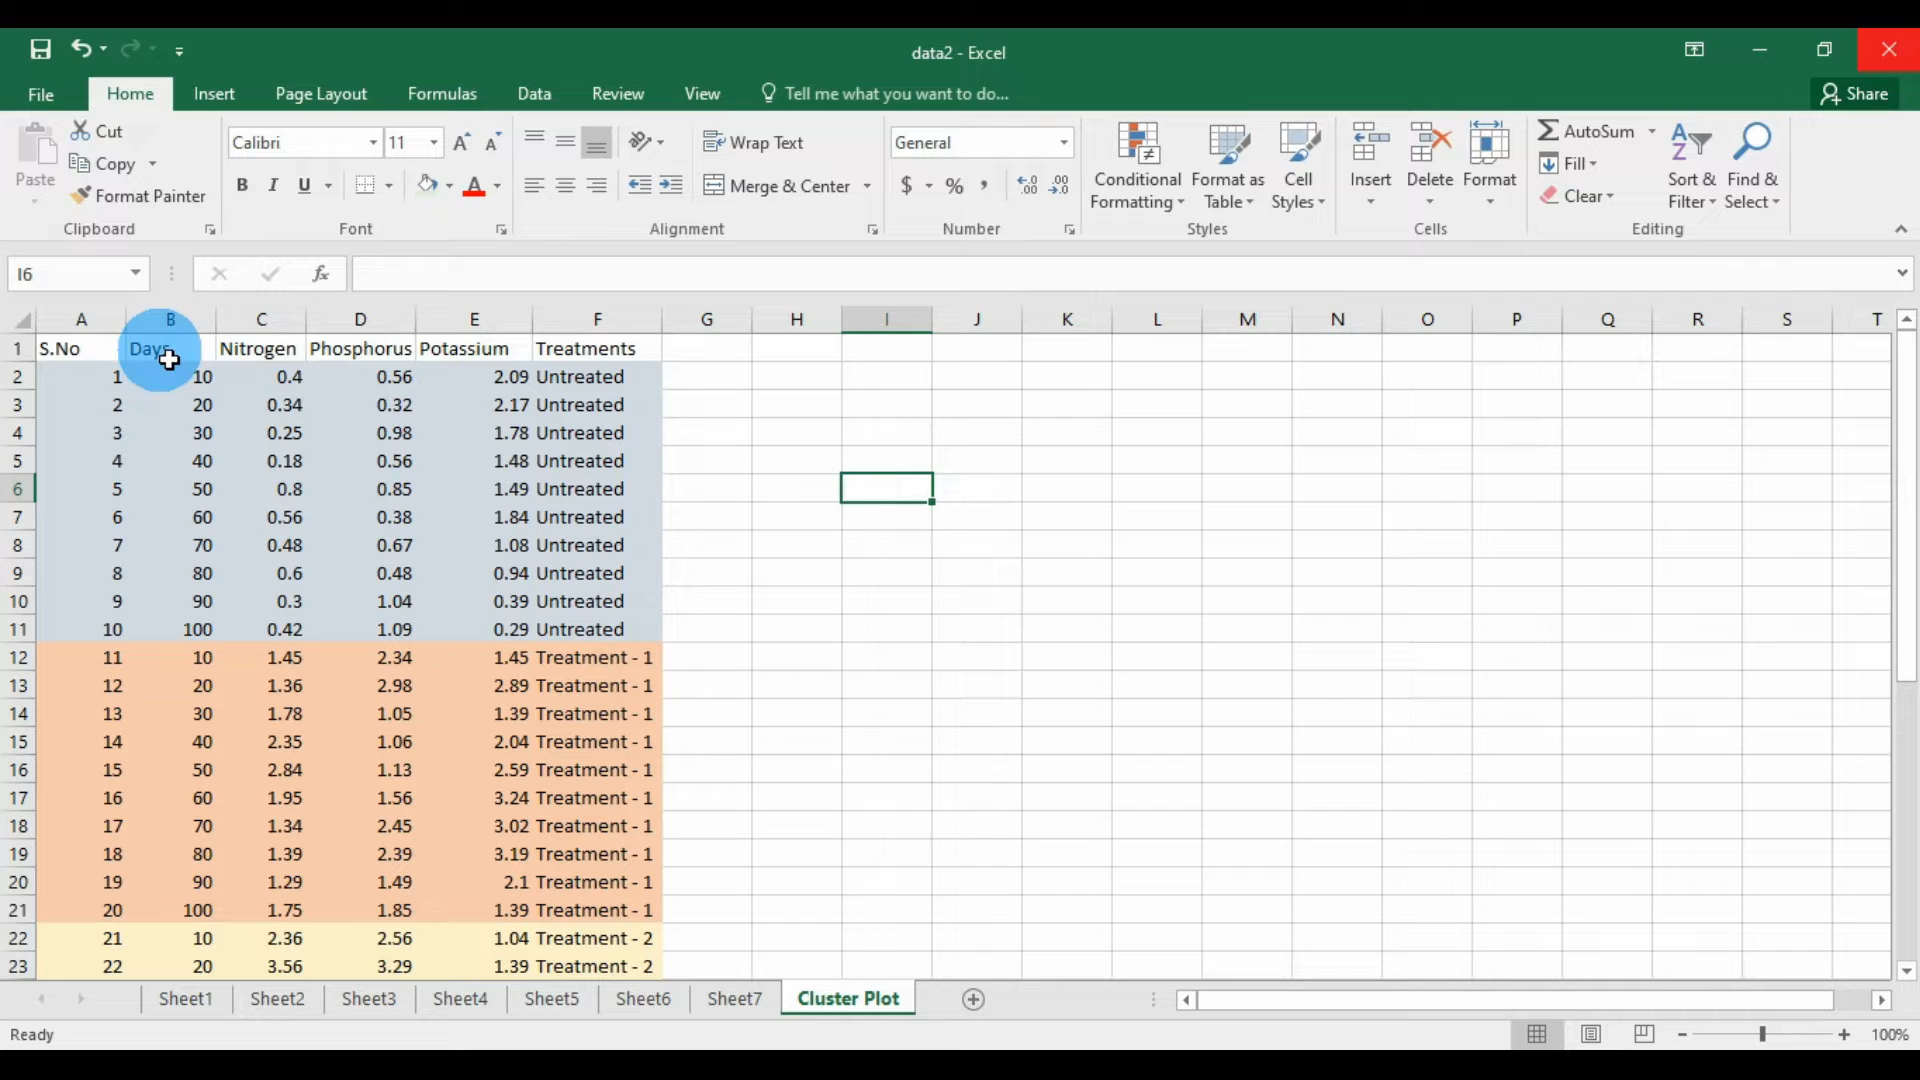 data2 - Excel
File Home Insert Page Layout Formulas Data Review View Tell me what you want to do... Share
Paste Cut Copy Format Painter Clipboard
Calibri 11 B I U A Font
Wrap Text Merge & Center Alignment
General $ % , Number
Conditional Formatting Format as Table Cell Styles Styles
Insert Delete Format Cells
AutoSum Fill Clear Sort & Filter Find & Select Editing
I6 fx
A B C D E F G H I J K L M N O P Q R S T
1 S.No Days Nitrogen Phosphorus Potassium Treatments
2 1 10 0.4 0.56 2.09 Untreated
3 2 20 0.34 0.32 2.17 Untreated
4 3 30 0.25 0.98 1.78 Untreated
5 4 40 0.18 0.56 1.48 Untreated
6 5 50 0.8 0.85 1.49 Untreated
7 6 60 0.56 0.38 1.84 Untreated
8 7 70 0.48 0.67 1.08 Untreated
9 8 80 0.6 0.48 0.94 Untreated
10 9 90 0.3 1.04 0.39 Untreated
11 10 100 0.42 1.09 0.29 Untreated
12 11 10 1.45 2.34 1.45 Treatment - 1
13 12 20 1.36 2.98 2.89 Treatment - 1
14 13 30 1.78 1.05 1.39 Treatment - 1
15 14 40 2.35 1.06 2.04 Treatment - 1
16 15 50 2.84 1.13 2.59 Treatment - 1
17 16 60 1.95 1.56 3.24 Treatment - 1
18 17 70 1.34 2.45 3.02 Treatment - 1
19 18 80 1.39 2.39 3.19 Treatment - 1
20 19 90 1.29 1.49 2.1 Treatment - 1
21 20 100 1.75 1.85 1.39 Treatment - 1
22 21 10 2.36 2.56 1.04 Treatment - 2
23 22 20 3.56 3.29 1.39 Treatment - 2
Sheet1 Sheet2 Sheet3 Sheet4 Sheet5 Sheet6 Sheet7 Cluster Plot
Ready 100%